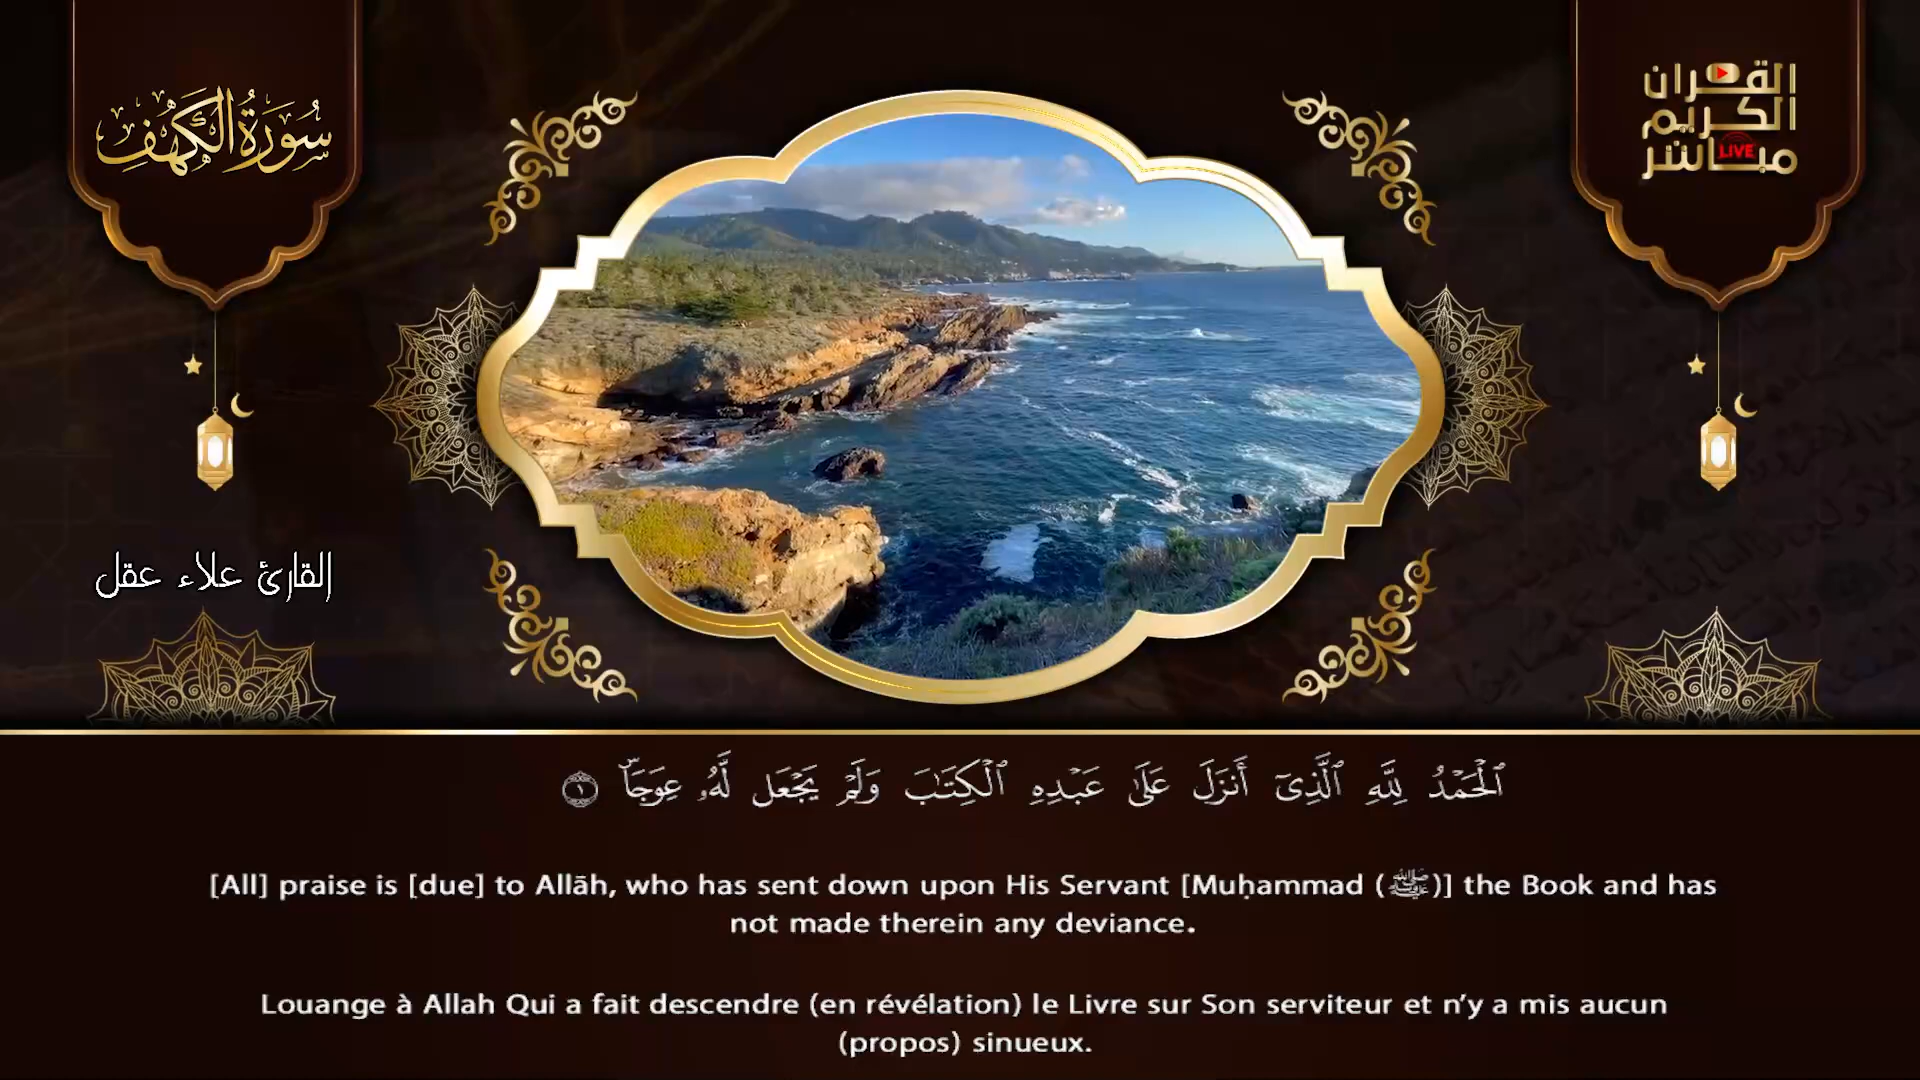 سُورَةُ الْكَهْفِ
القرآن
الكريم
مباشر
LIVE
القارئ علاء عقل
ٱلْحَمْدُ لِلَّهِ ٱلَّذِىٓ أَنزَلَ عَلَىٰ عَبْدِهِ ٱلْكِتَـٰبَ وَلَمْ يَجْعَل لَّهُۥ عِوَجَاۜ ١
[All] praise is [due] to Allāh, who has sent down upon His Servant [Muḥammad (ﷺ)] the Book and has
not made therein any deviance.
Louange à Allah Qui a fait descendre (en révélation) le Livre sur Son serviteur et n’y a mis aucun
(propos) sinueux.